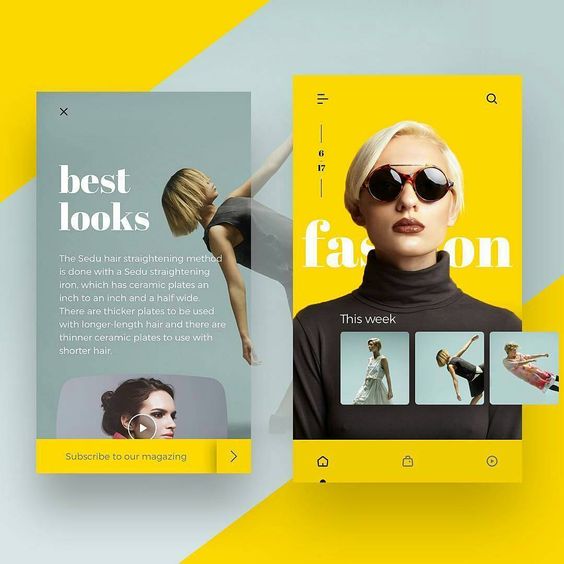 best
looks
The Sedu hair straightening method
is done with a Sedu straightening
iron, which has ceramic plates an
inch to an inch and a half wide.
There are thicker plates to be used
with longer-length hair and there are
thinner ceramic plates to use with
shorter hair.
Subscribe to our magazing
6
17
fashion
This week